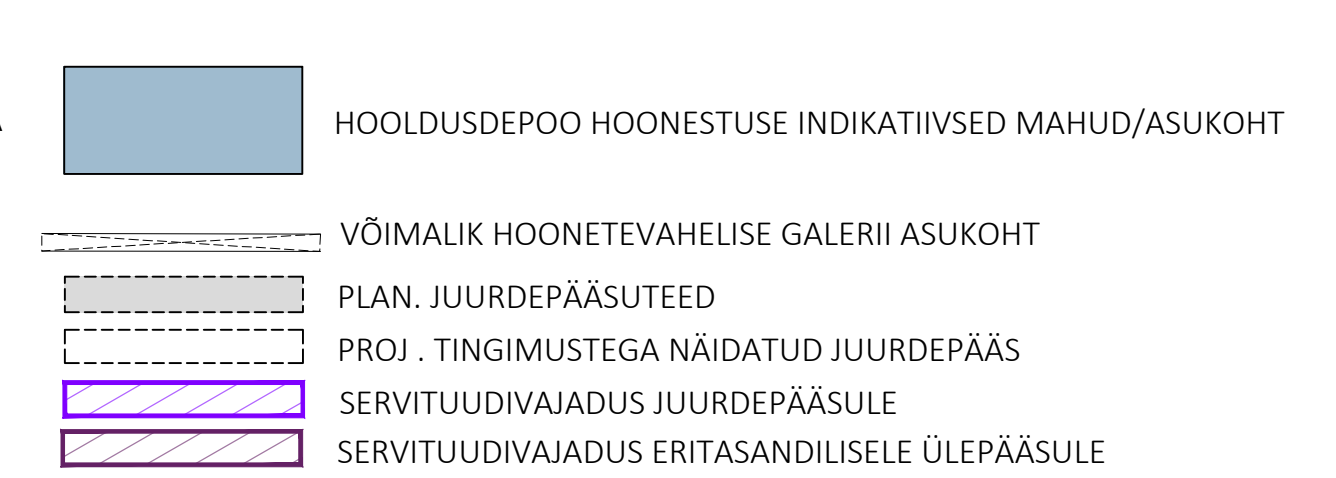 HOOLDUSDEPOO HOONESTUSE INDIKATIIVSED MAHUD/ASUKOHT
VÕIMALIK HOONETEVAHELISE GALERII ASUKOHT
PLAN. JUURDEPÄÄSUTEED
PROJ . TINGIMUSTEGA NÄIDATUD JUURDEPÄÄS
SERVITUUDIVAJADUS JUURDEPÄÄSULE
SERVITUUDIVAJADUS ERITASANDILISELE ÜLEPÄÄSULE